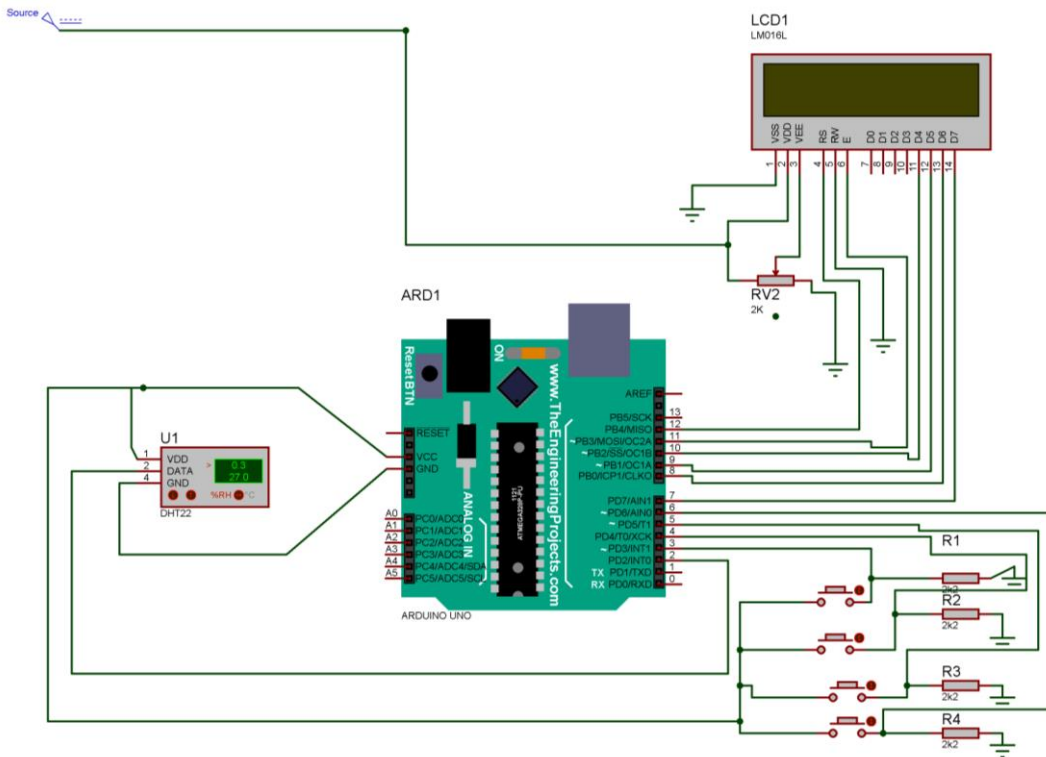 Source
LCD1
LM016L
VSS
VDD
VEE
RS
RW
E
D0
D1
D2
D3
D4
D5
D6
D7
1
2
3
4
5
6
7
8
9
10
11
12
13
14
RV2
2K
ARD1
Reset BTN
ON
www.TheEngineeringProjects.com
ANALOG IN
RESET
VCC
GND
A0 PC0/ADC0
A1 PC1/ADC1
A2 PC2/ADC2
A3 PC3/ADC3
A4 PC4/ADC4/SDA
A5 PC5/ADC5/SCL
AREF
PB5/SCK 13
PB4/MISO 12
~PB3/MOSI/OC2A 11
~PB2/SS/OC1B 10
~PB1/OC1A 9
PB0/ICP1/CLKO 8
PD7/AIN1 7
~PD6/AIN0 6
~PD5/T1 5
PD4/T0/XCK 4
~PD3/INT1 3
PD2/INT0 2
TX PD1/TXD 1
RX PD0/RXD 0
1121
ARDUINO UNO
U1
1 VDD
2 DATA
4 GND
> 0.3
27.0
%RH °C
DHT22
R1
2k2
R2
2k2
R3
2k2
R4
2k2